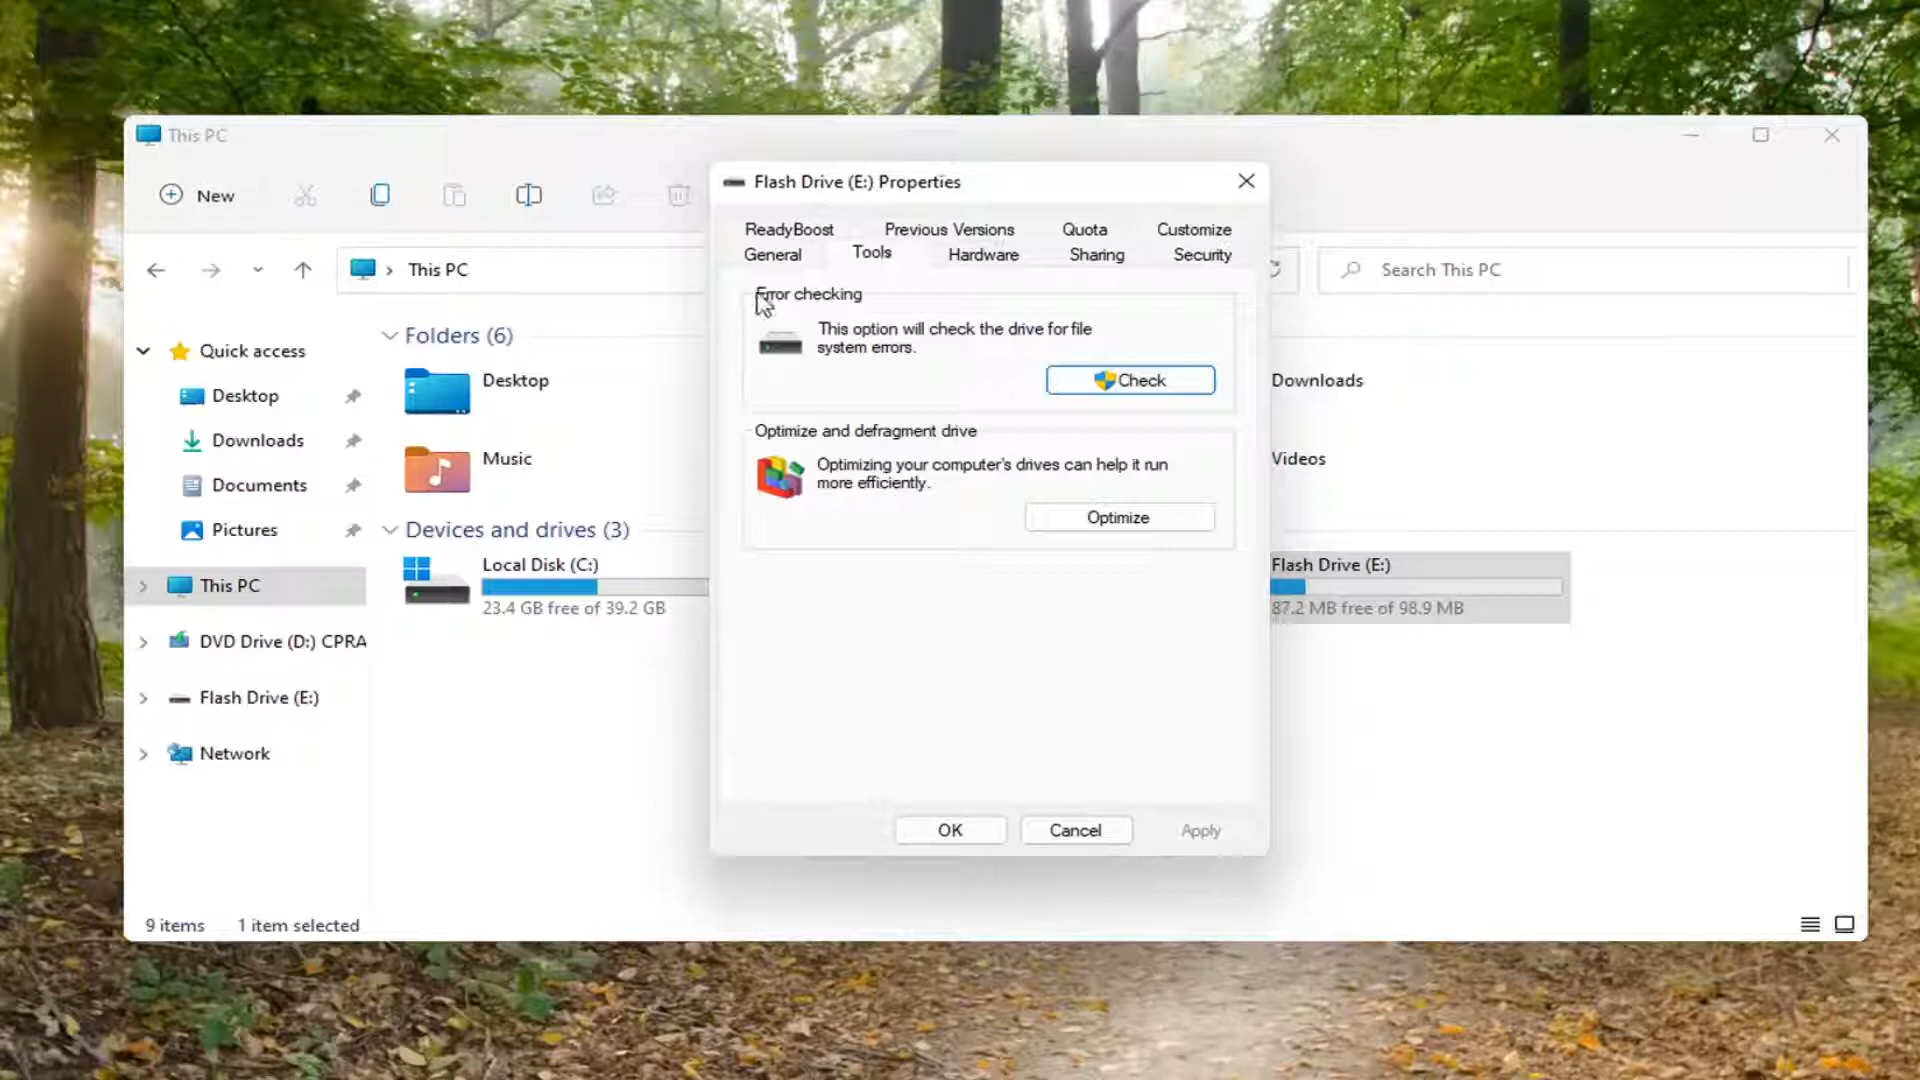 This PC
New
This PC
Search This PC
Quick access
Desktop
Downloads
Documents
Pictures
This PC
DVD Drive (D:) CPRA
Flash Drive (E:)
Network
Folders (6)
Desktop
Music
Devices and drives (3)
Local Disk (C:)
23.4 GB free of 39.2 GB
Flash Drive (E:) Properties
ReadyBoost Previous Versions Quota Customize
General Tools Hardware Sharing Security
Error checking
This option will check the drive for file
system errors.
Check
Optimize and defragment drive
Optimizing your computer's drives can help it run
more efficiently.
Optimize
OK Cancel Apply
Downloads
Videos
Flash Drive (E:)
87.2 MB free of 98.9 MB
9 items 1 item selected